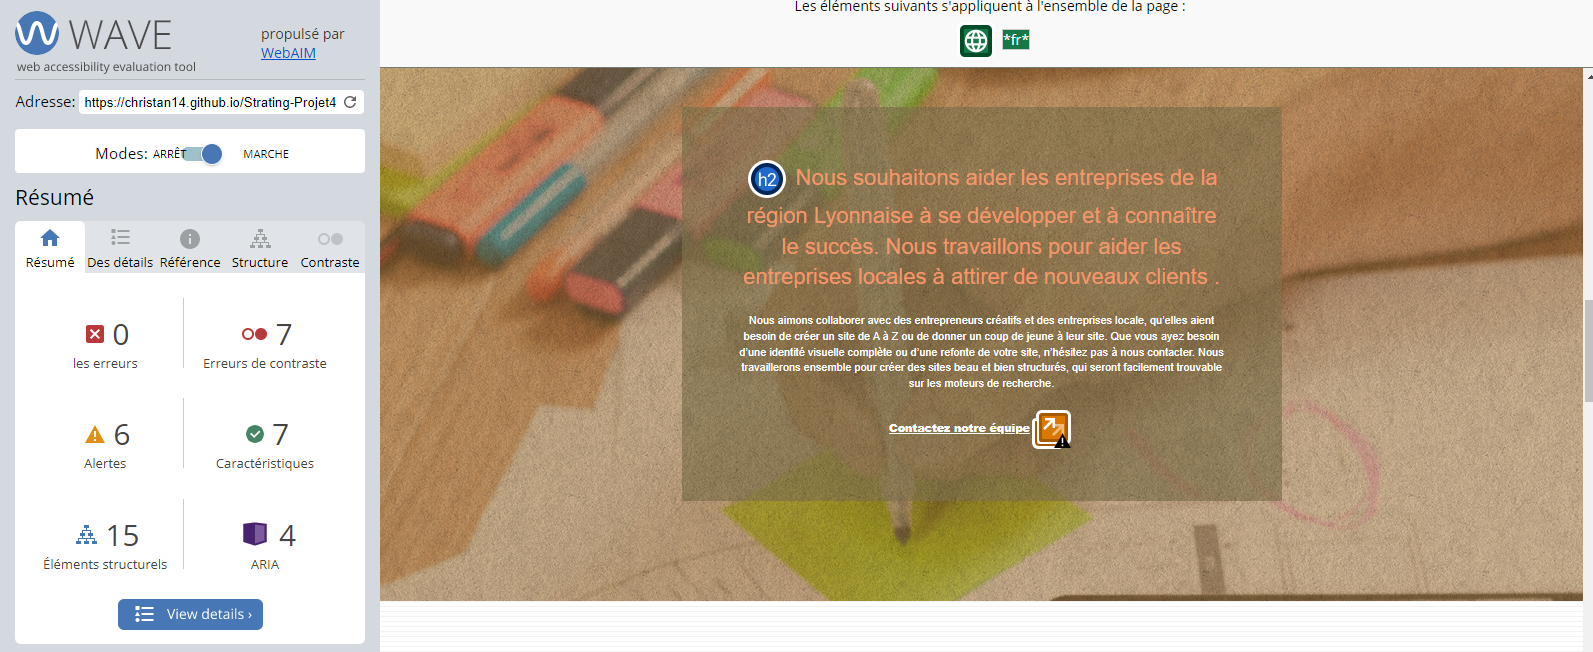 WAVE
web accessibility evaluation tool
propulsé par
WebAIM
Adresse: https://christan14.github.io/Strating-Projet4
Modes: ARRÊT MARCHE
Résumé
Résumé Des détails Référence Structure Contraste
0 7
les erreurs Erreurs de contraste
6 7
Alertes Caractéristiques
15 4
Éléments structurels ARIA
View details ›
Les éléments suivants s'appliquent à l'ensemble de la page :
*fr*
h2 Nous souhaitons aider les entreprises de la
région Lyonnaise à se développer et à connaître
le succès. Nous travaillons pour aider les
entreprises locales à attirer de nouveaux clients .
Nous aimons collaborer avec des entrepreneurs créatifs et des entreprises locale, qu'elles aient
besoin de créer un site de A à Z ou de donner un coup de jeune à leur site. Que vous ayez besoin
d'une identité visuelle complète ou d'une refonte de votre site, n'hésitez pas à nous contacter. Nous
travaillerons ensemble pour créer des sites beau et bien structurés, qui seront facilement trouvable
sur les moteurs de recherche.
Contactez notre équipe